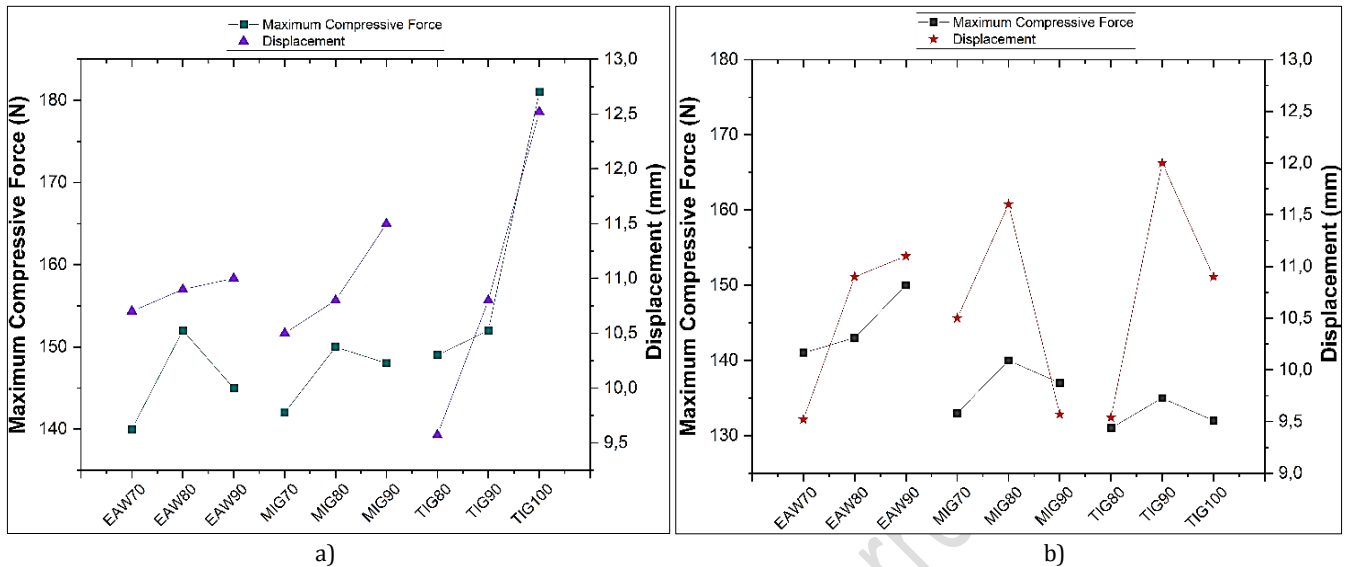 Maximum Compressive Force
Displacement
Maximum Compressive Force (N)
180
170
160
150
140
13,0
12,5
12,0
11,5
11,0
10,5
10,0
9,5
Displacement (mm)
EAW70
EAW80
EAW90
MIG70
MIG80
MIG90
TIG80
TIG90
TIG100
a)
Maximum Compressive Force
Displacement
Maximum Compressive Force (N)
180
170
160
150
140
130
13,0
12,5
12,0
11,5
11,0
10,5
10,0
9,5
9,0
Displacement (mm)
EAW70
EAW80
EAW90
MIG70
MIG80
MIG90
TIG80
TIG90
TIG100
b)